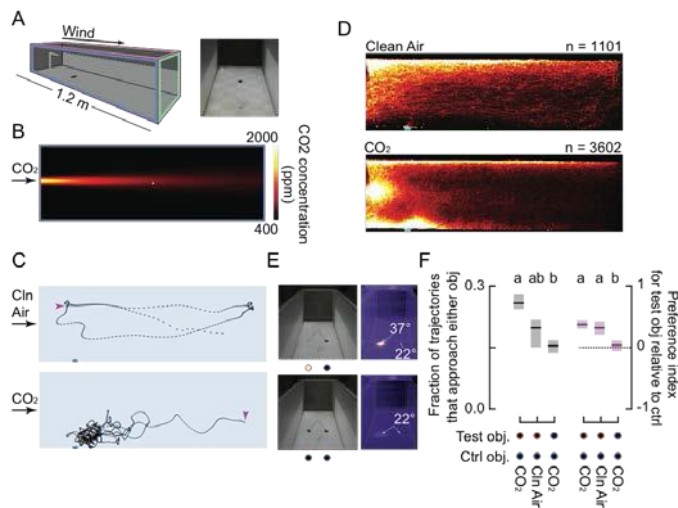 A
Wind
1.2 m
B
CO₂
2000
CO2 concentration
(ppm)
400
C
Cln
Air
CO₂
D
Clean Air
n = 1101
CO₂
n = 3602
E
37°
22°
22°
F
Fraction of trajectories
that approach either obj
0.3
0.0
a
ab
b
a
a
b
1
0
-1
Preference index
for test obj relative to ctrl
Test obj.
Ctrl obj.
CO₂
Cln Air
CO₂
CO₂
Cln Air
CO₂